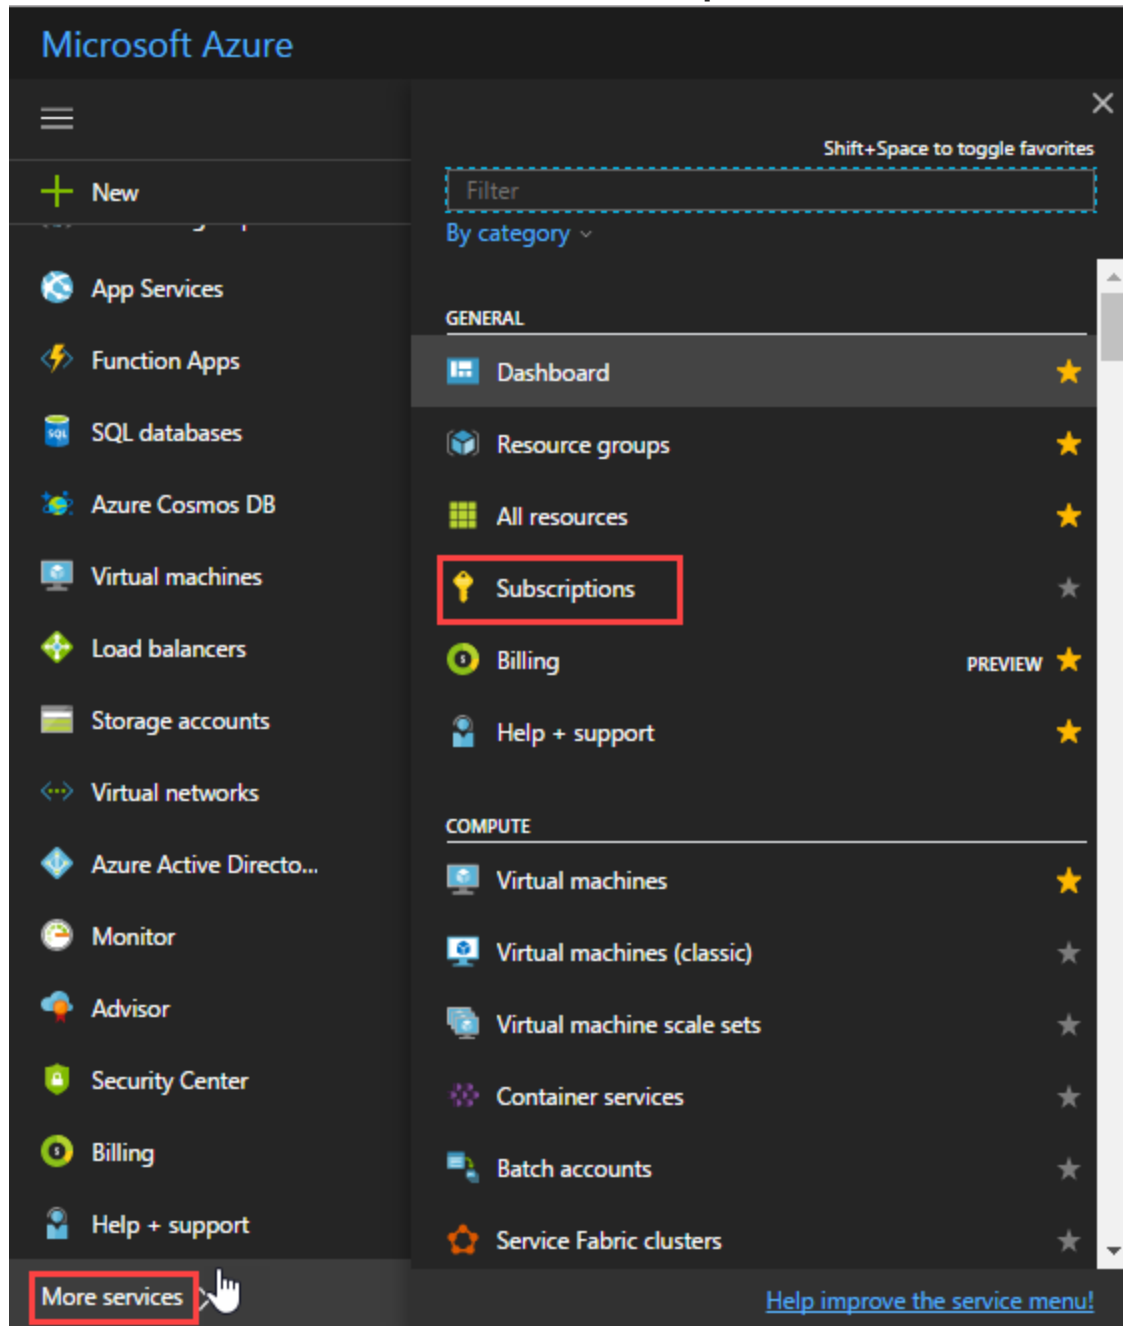 Microsoft Azure
Shift+Space to toggle favorites
New
Filter
By category
App Services
Function Apps
SQL databases
Azure Cosmos DB
Virtual machines
Load balancers
Storage accounts
Virtual networks
Azure Active Directo...
Monitor
Advisor
Security Center
Billing
Help + support
More services
GENERAL
Dashboard
Resource groups
All resources
Subscriptions
Billing PREVIEW
Help + support
COMPUTE
Virtual machines
Virtual machines (classic)
Virtual machine scale sets
Container services
Batch accounts
Service Fabric clusters
Help improve the service menu!